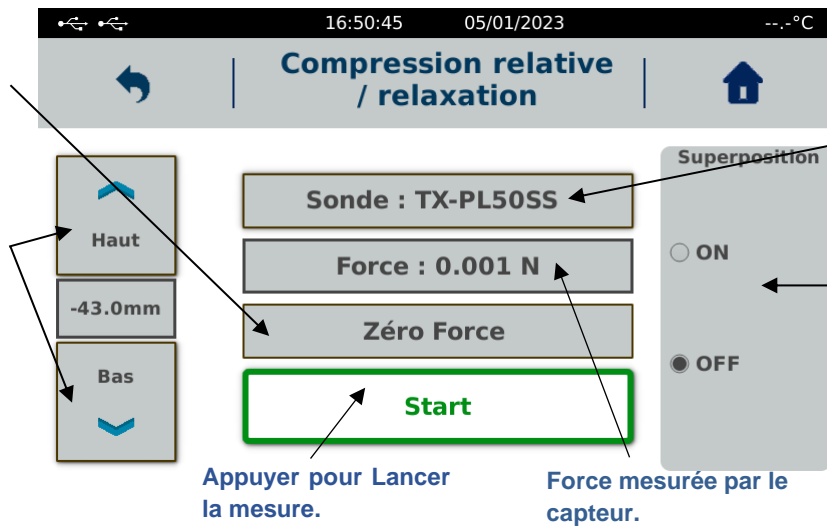 16:50:45 05/01/2023 --.-°C
Compression relative
/ relaxation
Superposition
Haut
-43.0mm
Bas
Sonde : TX-PL50SS
Force : 0.001 N
Zéro Force
Start
ON
OFF
Appuyer pour Lancer
la mesure.
Force mesurée par le
capteur.